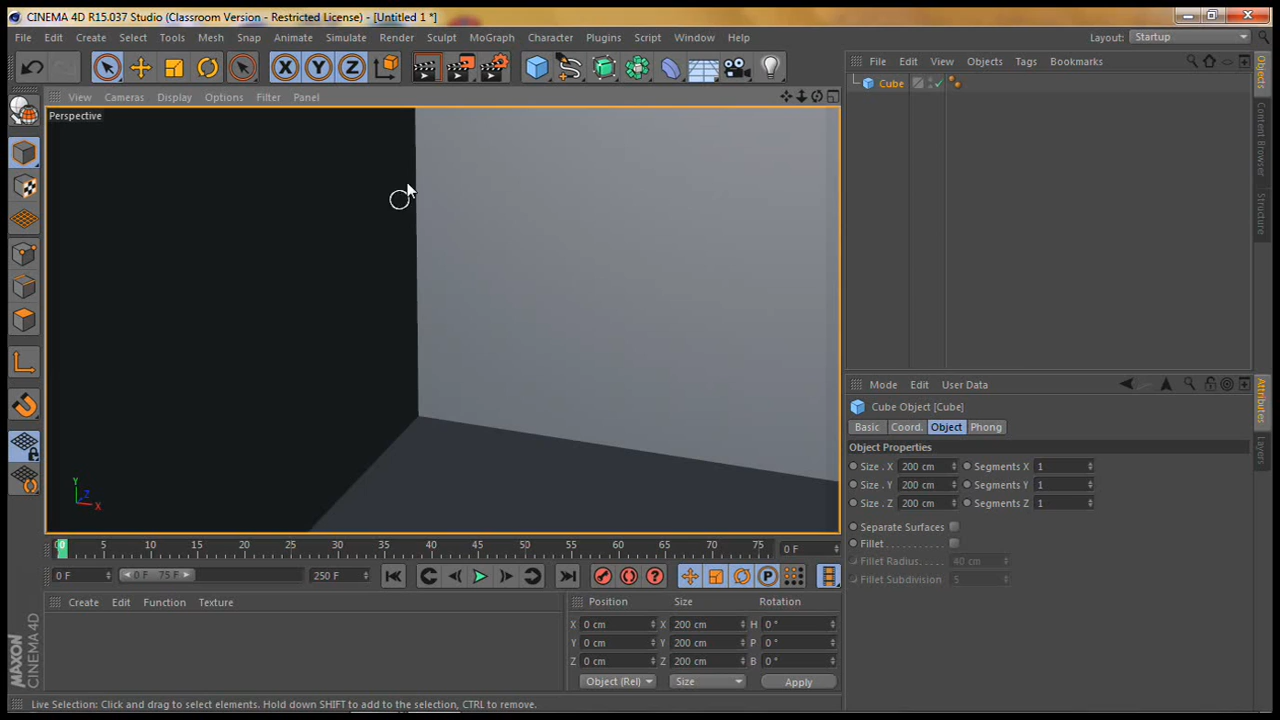 CINEMA 4D R15.037 Studio (Classroom Version - Restricted License) - [Untitled 1 *]
File Edit Create Select Tools Mesh Snap Animate Simulate Render Sculpt MoGraph Character Plugins Script Window Help Layout: Startup
X Y Z
File Edit View Objects Tags Bookmarks
View Cameras Display Options Filter Panel
Cube
Perspective
Objects
Content Browser
Structure
Mode Edit User Data
Cube Object [Cube]
Basic Coord. Object Phong
Attributes
Layers
Object Properties
Size . X 200 cm Segments X 1
Size . Y 200 cm Segments Y 1
Size . Z 200 cm Segments Z 1
Separate Surfaces
Fillet . . . . . . . . . .
Fillet Radius. . . . . 40 cm
Fillet Subdivision 5
Y
Z
X
0 5 10 15 20 25 30 35 40 45 50 55 60 65 70 75 0 F
0 F 0 F 75 F 250 F P
Create Edit Function Texture
Position Size Rotation
X 0 cm X 200 cm H 0 °
Y 0 cm Y 200 cm P 0 °
Z 0 cm Z 200 cm B 0 °
Object (Rel) Size Apply
MAXON
CINEMA 4D
Live Selection: Click and drag to select elements. Hold down SHIFT to add to the selection, CTRL to remove.